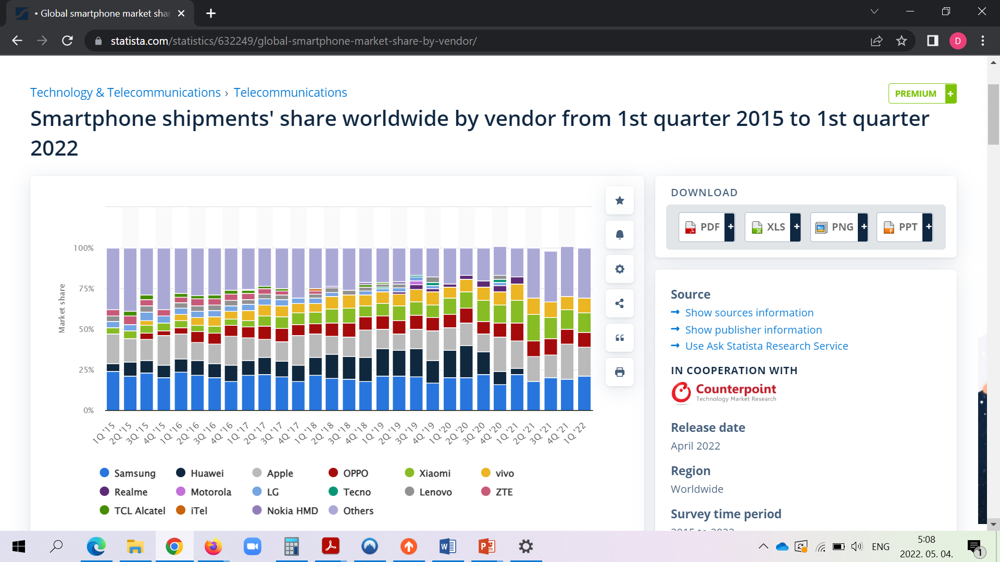 • Global smartphone market shar
statista.com/statistics/632249/global-smartphone-market-share-by-vendor/
D
Technology & Telecommunications › Telecommunications
PREMIUM +
Smartphone shipments' share worldwide by vendor from 1st quarter 2015 to 1st quarter
2022
DOWNLOAD
PDF + XLS + PNG + PPT +
Market share
100%
75%
50%
25%
0%
1Q '15 2Q '15 3Q '15 4Q '15 1Q '16 2Q '16 3Q '16 4Q '16 1Q '17 2Q '17 3Q '17 4Q '17 1Q '18 2Q '18 3Q '18 4Q '18 1Q '19 2Q '19 3Q '19 4Q '19 1Q '20 2Q '20 3Q '20 4Q '20 1Q '21 2Q '21 3Q '21 4Q '21 1Q '22
Samsung Huawei Apple OPPO Xiaomi vivo
Realme Motorola LG Tecno Lenovo ZTE
TCL Alcatel iTel Nokia HMD Others
Source
Show sources information
Show publisher information
Use Ask Statista Research Service
IN COOPERATION WITH
Counterpoint
Technology Market Research
Release date
April 2022
Region
Worldwide
Survey time period
2015 to 2022
ENG
5:08
2022. 05. 04.
1